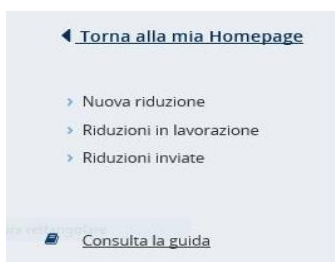 Torna alla mia Homepage
Nuova riduzione
Riduzioni in lavorazione
Riduzioni inviate
Consulta la guida